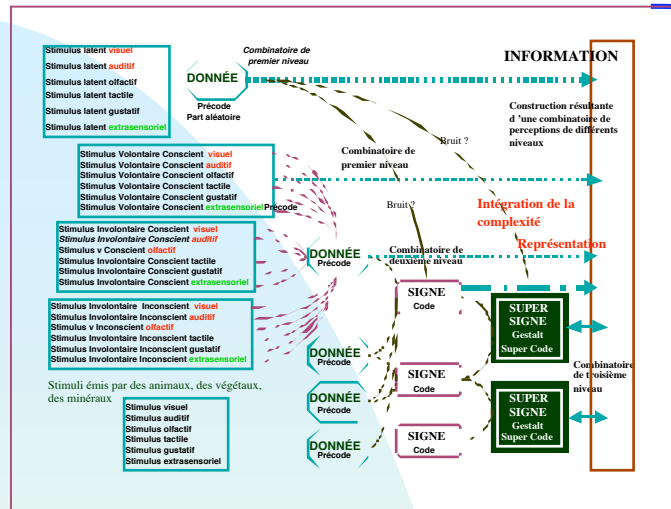 Stimulus latent visuel
Stimulus latent auditif
Stimulus latent olfactif
Stimulus latent tactile
Stimulus latent gustatif
Stimulus latent extrasensoriel
DONNÉE
Précode
Part aléatoire
Combinatoire de
premier niveau
INFORMATION
Construction résultante
d 'une combinatoire de
perceptions de différents
niveaux
Bruit ?
Combinatoire de
premier niveau
Stimulus Volontaire Conscient visuel
Stimulus Volontaire Conscient auditif
Stimulus Volontaire Conscient olfactif
Stimulus Volontaire Conscient tactile
Stimulus Volontaire Conscient gustatif
Stimulus Volontaire Conscient extrasensoriel Précode
Bruit ?
Intégration de la
complexité
Représentation
Stimulus Involontaire Conscient visuel
Stimulus Involontaire Conscient auditif
Stimulus v Conscient olfactif
Stimulus Involontaire Conscient tactile
Stimulus Involontaire Conscient gustatif
Stimulus Involontaire Conscient extrasensoriel
DONNÉE
Précode
Combinatoire de
deuxième niveau
SIGNE
Code
SUPER
SIGNE
Gestalt
Super Code
Stimulus Involontaire Inconscient visuel
Stimulus Involontaire Inconscient auditif
Stimulus v Inconscient olfactif
Stimulus Involontaire Inconscient tactile
Stimulus Involontaire Inconscient gustatif
Stimulus Involontaire Inconscient extrasensoriel
DONNÉE
Précode
SIGNE
Code
Combinatoire
de troisième
niveau
Stimuli émis par des animaux, des végétaux,
des minéraux
Stimulus visuel
Stimulus auditif
Stimulus olfactif
Stimulus tactile
Stimulus gustatif
Stimulus extrasensoriel
DONNÉE
Précode
SUPER
SIGNE
Gestalt
Super Code
DONNÉE
Précode
SIGNE
Code